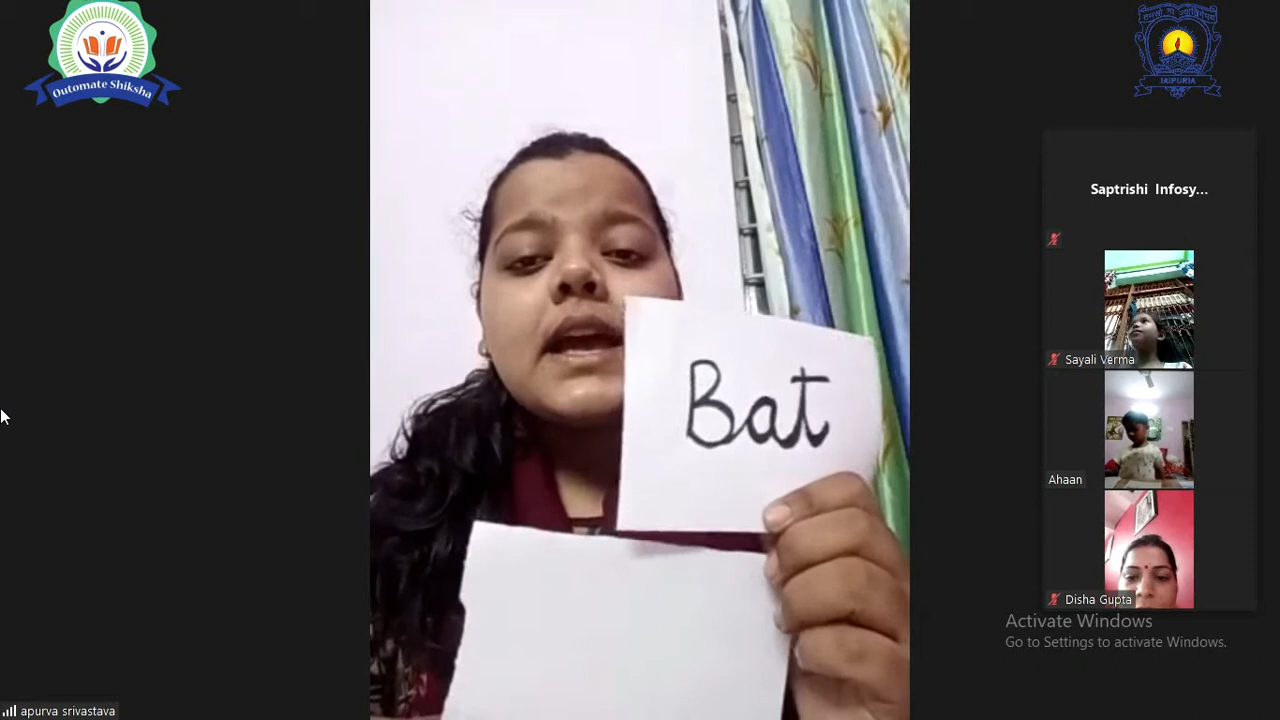 Outomate Shiksha
JAIPURIA
Saptrishi Infosy...
Bat
Sayali Verma
Ahaan
Disha Gupta
Activate Windows
Go to Settings to activate Windows.
apurva srivastava